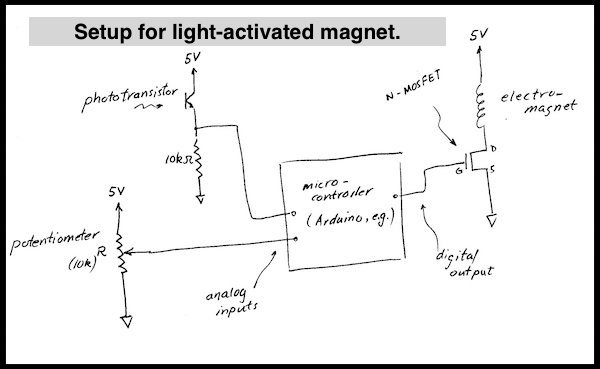 Setup for light-activated magnet.
5V
phototransistor
10kΩ
5V
potentiometer
(10k)
R
micro-
controller
(Arduino, e.g.)
analog
inputs
5V
N-MOSFET
electro-
magnet
D
G
S
digital
output